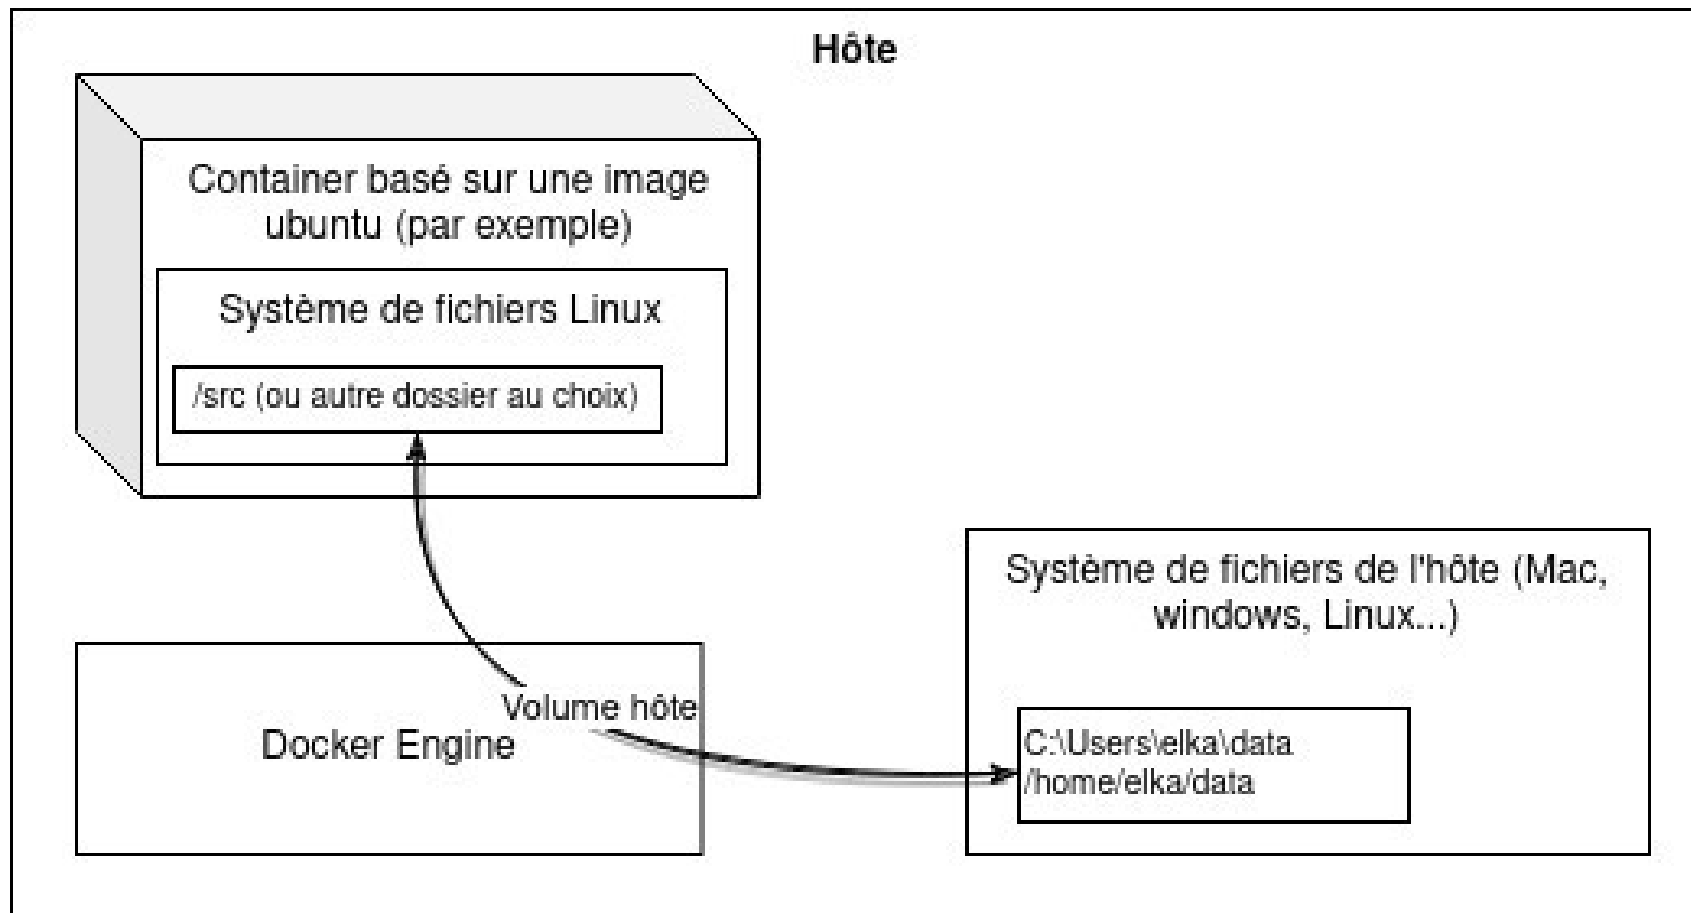 Hôte
Container basé sur une image
ubuntu (par exemple)
Système de fichiers Linux
/src (ou autre dossier au choix)
Système de fichiers de l'hôte (Mac,
windows, Linux...)
Volume hôte
Docker Engine
C:\Users\elka\data
/home/elka/data